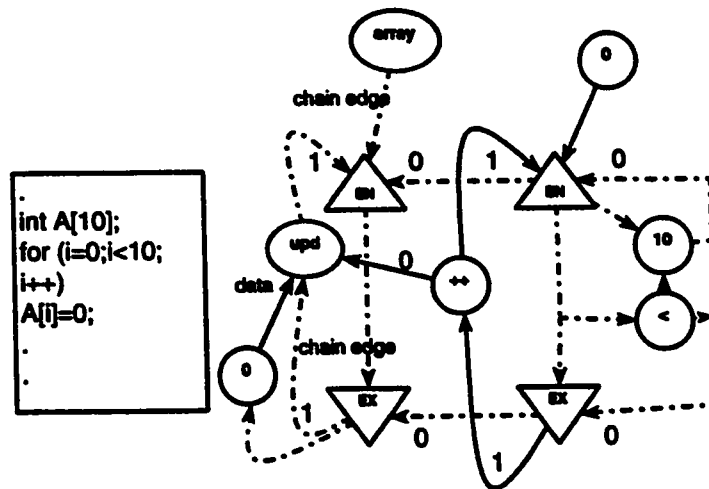 array
0
chain edge
1
0
1
0
EN
EN
.
int A[10];
for (i=0;i<10;
i++)
A[i]=0;
.
.
upd
0
10
data
++
<
0
chain edge
EX
EX
1
0
0
1